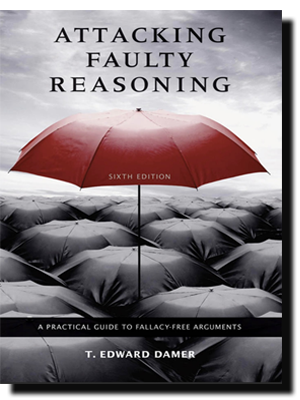 ATTACKING
FAULTY
REASONING
SIXTH EDITION
A PRACTICAL GUIDE TO FALLACY-FREE ARGUMENTS
T. EDWARD DAMER